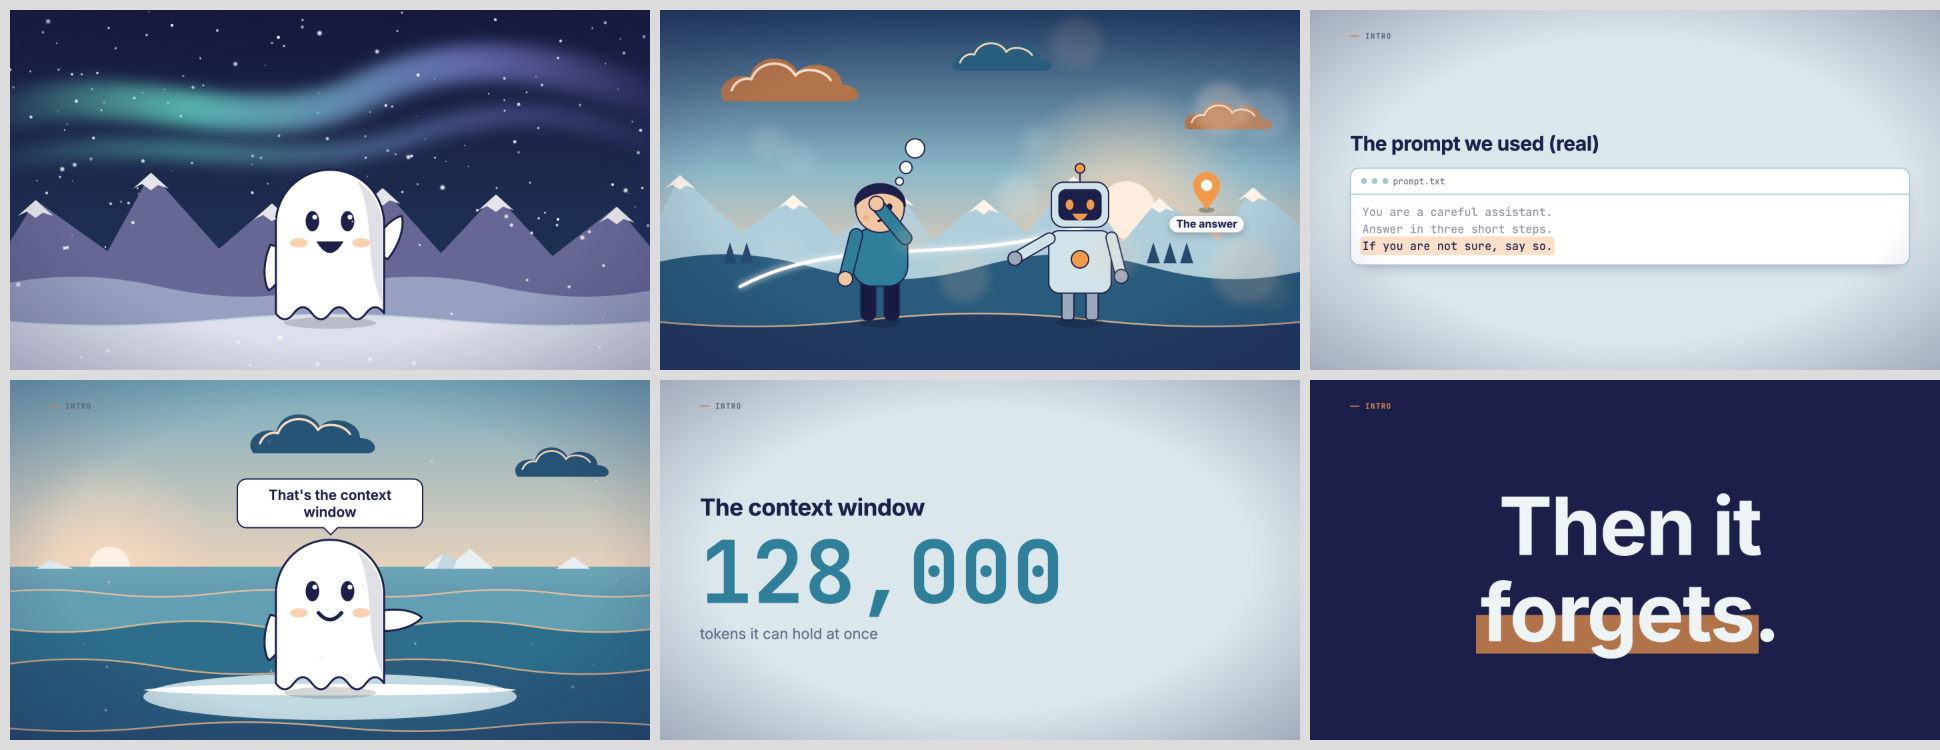 The answer
— INTRO
The prompt we used (real)
prompt.txt
You are a careful assistant.
Answer in three short steps.
If you are not sure, say so.
— INTRO
That's the context
window
— INTRO
The context window
128,000
tokens it can hold at once
— INTRO
Then it
forgets.